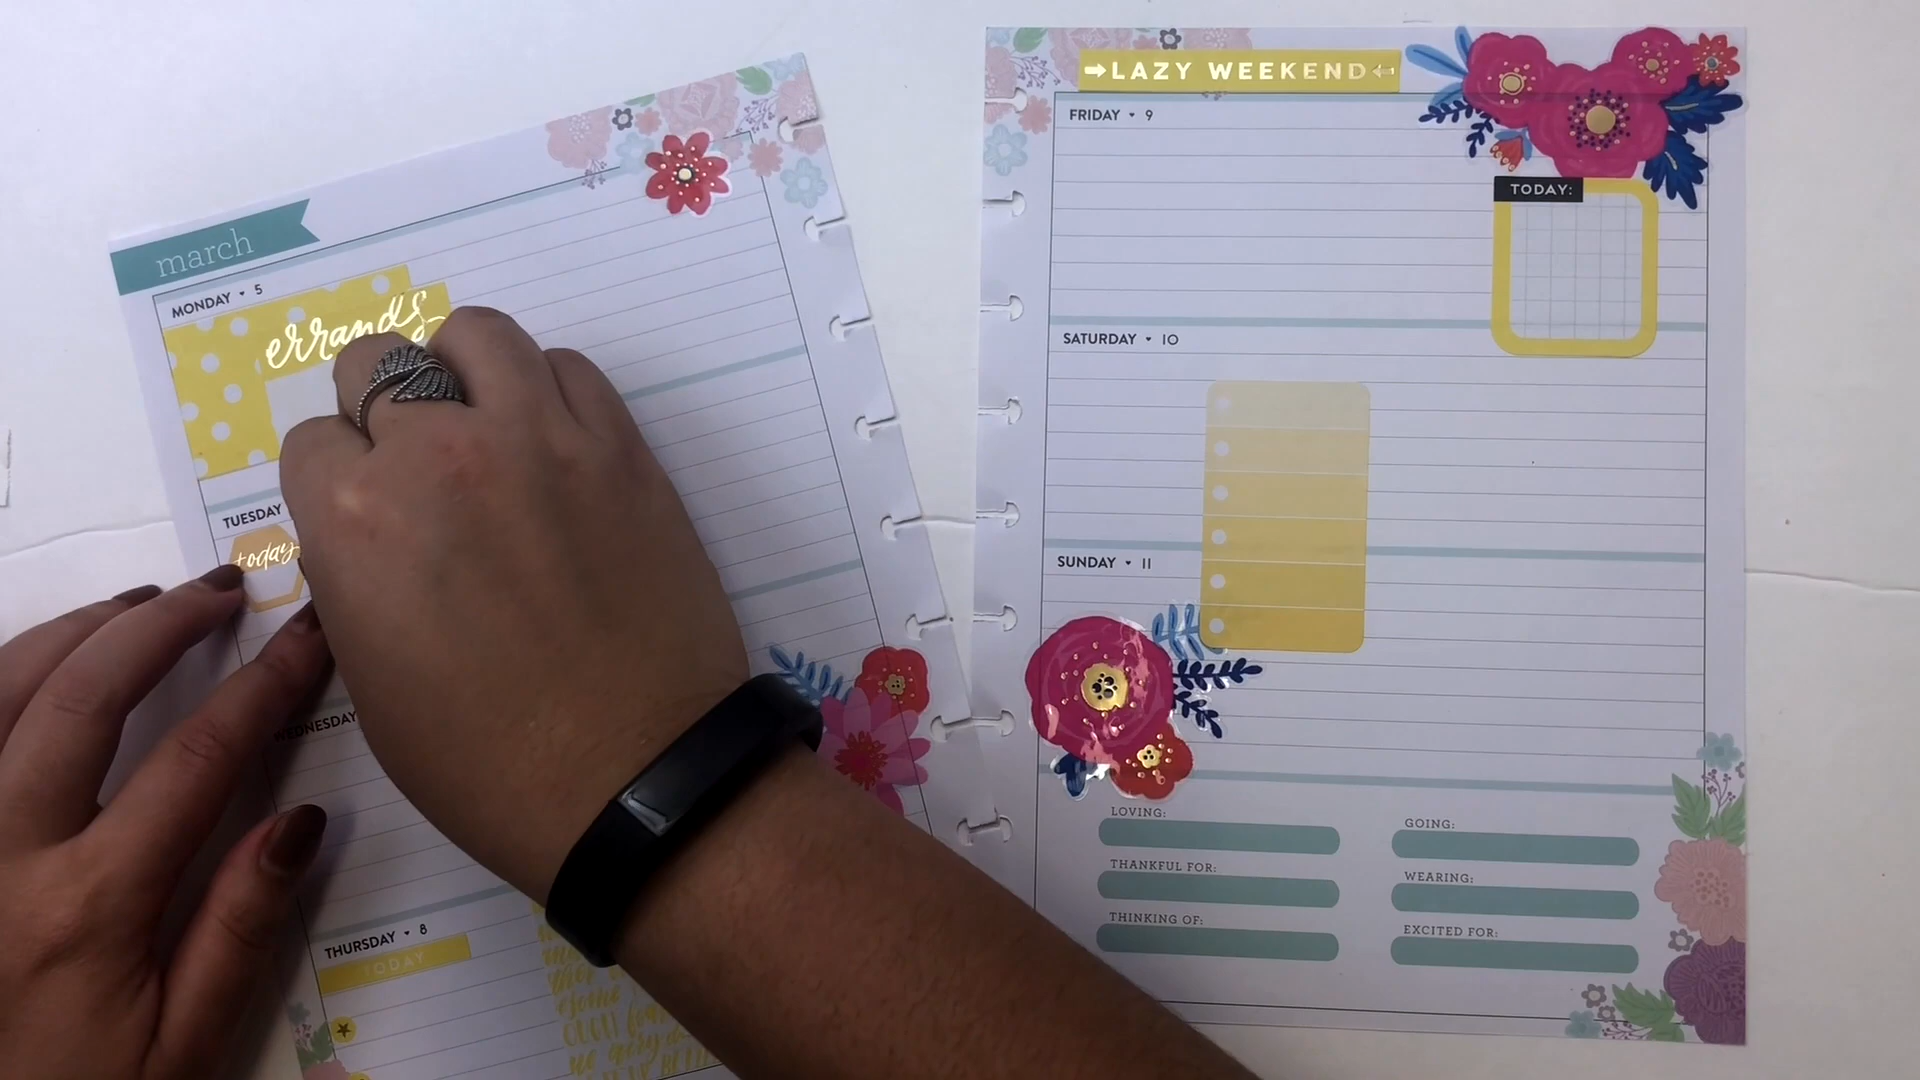 march
MONDAY 5
errands
TUESDAY
today
WEDNESDAY
THURSDAY 8
TODAY
LAZY WEEKEND
FRIDAY 9
TODAY:
SATURDAY 10
SUNDAY 11
LOVING:
THANKFUL FOR:
THINKING OF:
GOING:
WEARING:
EXCITED FOR: